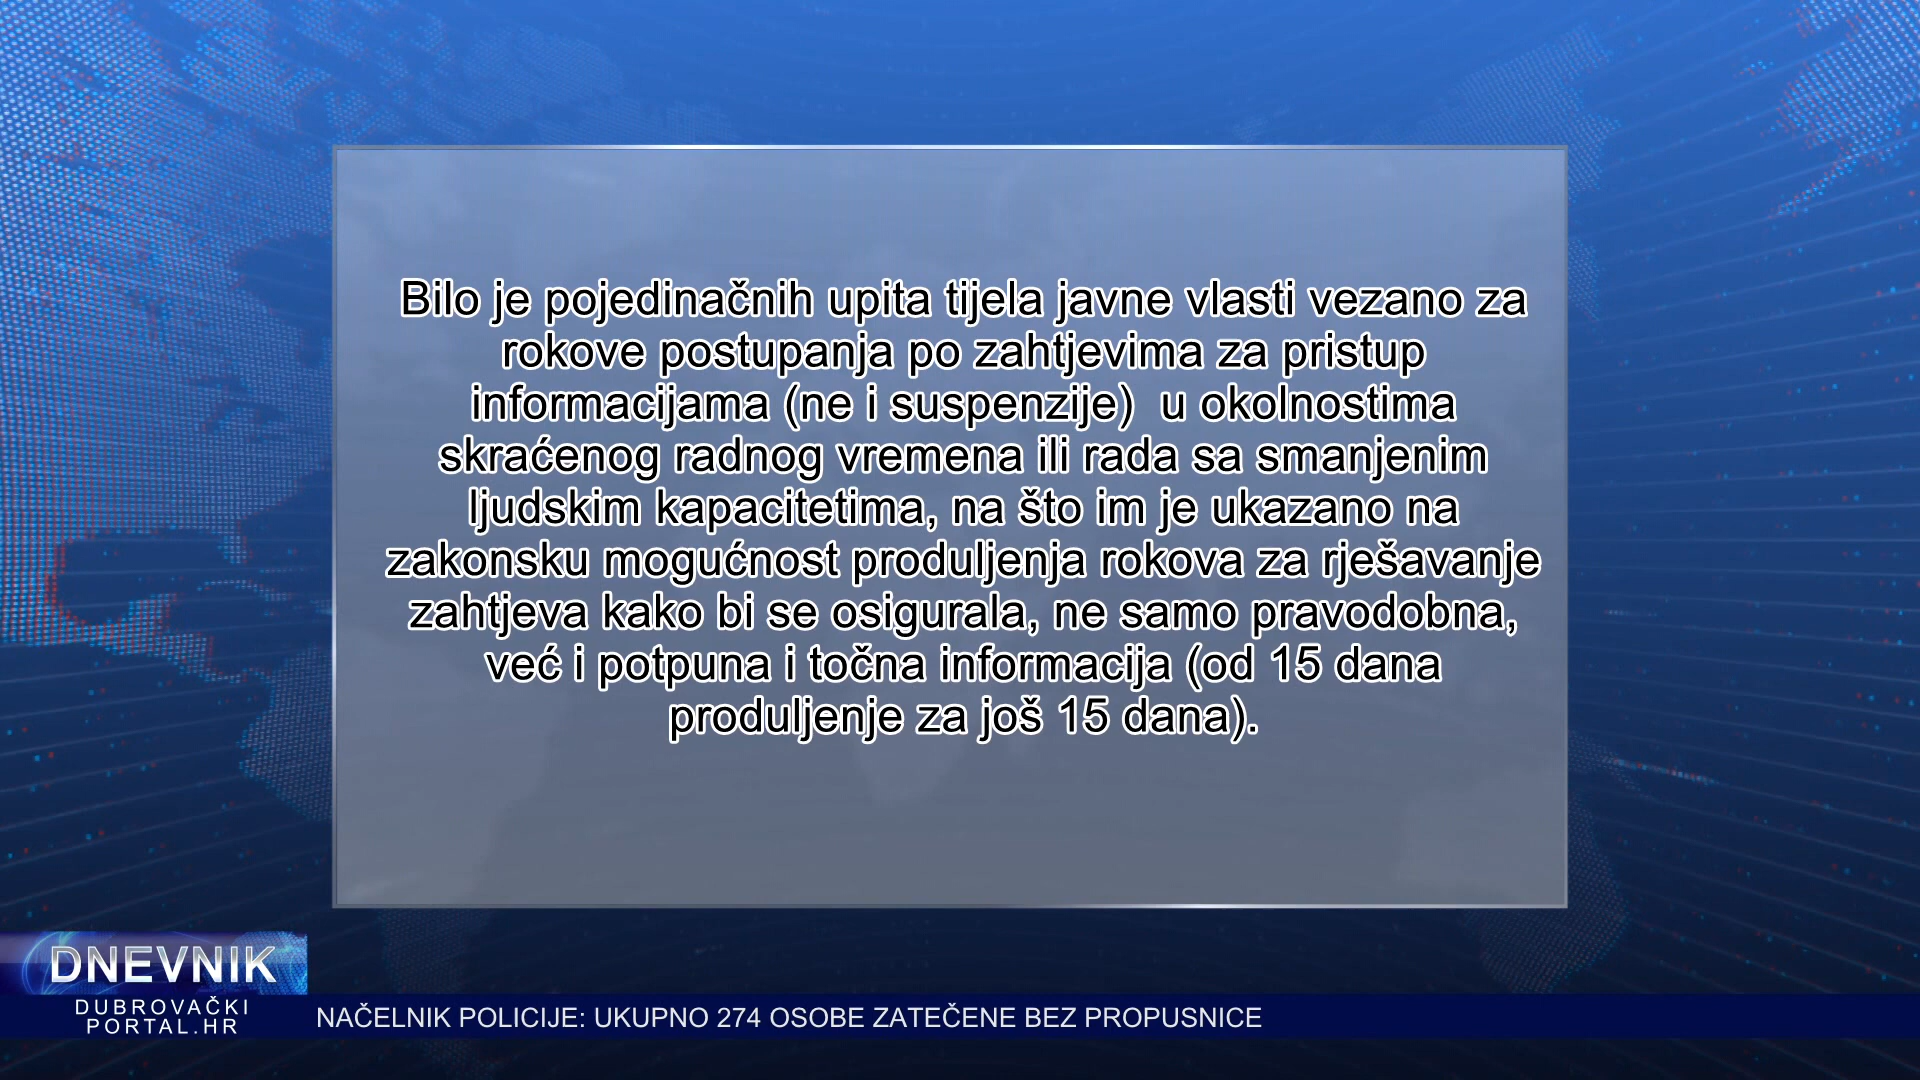 Bilo je pojedinačnih upita tijela javne vlasti vezano za
rokove postupanja po zahtjevima za pristup
informacijama (ne i suspenzije)  u okolnostima
skraćenog radnog vremena ili rada sa smanjenim
ljudskim kapacitetima, na što im je ukazano na
zakonsku mogućnost produljenja rokova za rješavanje
zahtjeva kako bi se osigurala, ne samo pravodobna,
već i potpuna i točna informacija (od 15 dana
produljenje za još 15 dana).
DNEVNIK
DUBROVAČKI
PORTAL.HR
NAČELNIK POLICIJE: UKUPNO 274 OSOBE ZATEČENE BEZ PROPUSNICE